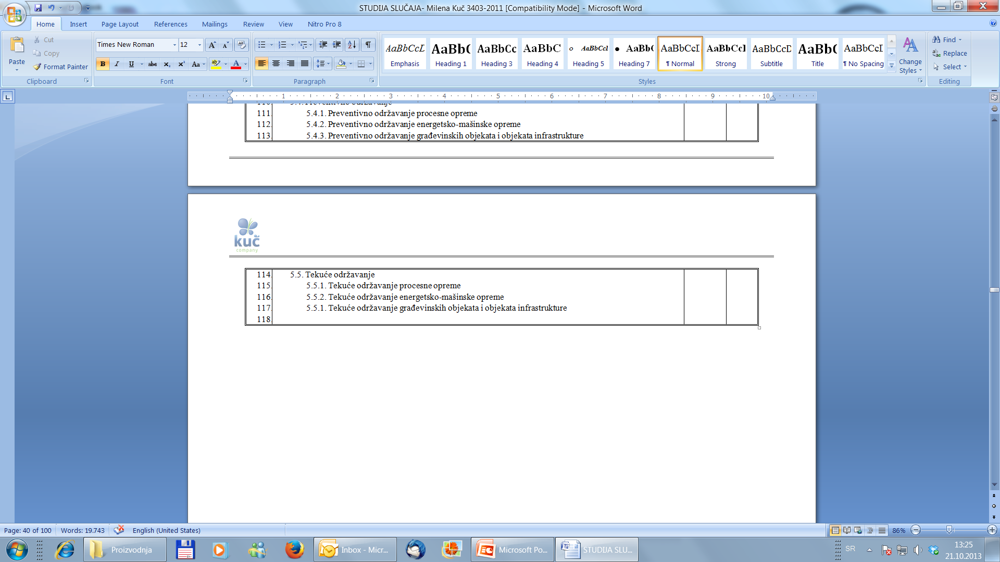 STUDIJA SLUČAJA- Milena Kuč 3403-2011 [Compatibility Mode] - Microsoft Word
Home Insert Page Layout References Mailings Review View Nitro Pro 8
Paste Cut Copy Format Painter Clipboard
Times New Roman 12 Font
Paragraph
AaBbCcL Emphasis
AaBb( Heading 1
AaBbCc Heading 3
AaBbC Heading 4
AaBbCcl Heading 5
AaBb( Heading 7
AaBbCcI ¶ Normal
AaBbCcl Strong
AaBbCcD Subtitle
AaBb( Title
AaBbCcI ¶ No Spacing
Styles
Change Styles
Find
Replace
Select
Editing
1 2 3 4 5 6 7 8 9 10
110. 5.4. Preventivno održavanje
111. 5.4.1. Preventivno održavanje procesne opreme
112. 5.4.2. Preventivno održavanje energetsko-mašinske opreme
113. 5.4.3. Preventivno održavanje građevinskih objekata i objekata infrastrukture
kuč
company
114. 5.5. Tekuće održavanje
115. 5.5.1. Tekuće održavanje procesne opreme
116. 5.5.2. Tekuće održavanje energetsko-mašinske opreme
117. 5.5.1. Tekuće održavanje građevinskih objekata i objekata infrastrukture
118.
Page: 40 of 100 Words: 19.743 English (United States) 86%
Proizvodnja Inbox - Micr... Microsoft Po... STUDIJA SLU... SR 13:25
21.10.2013